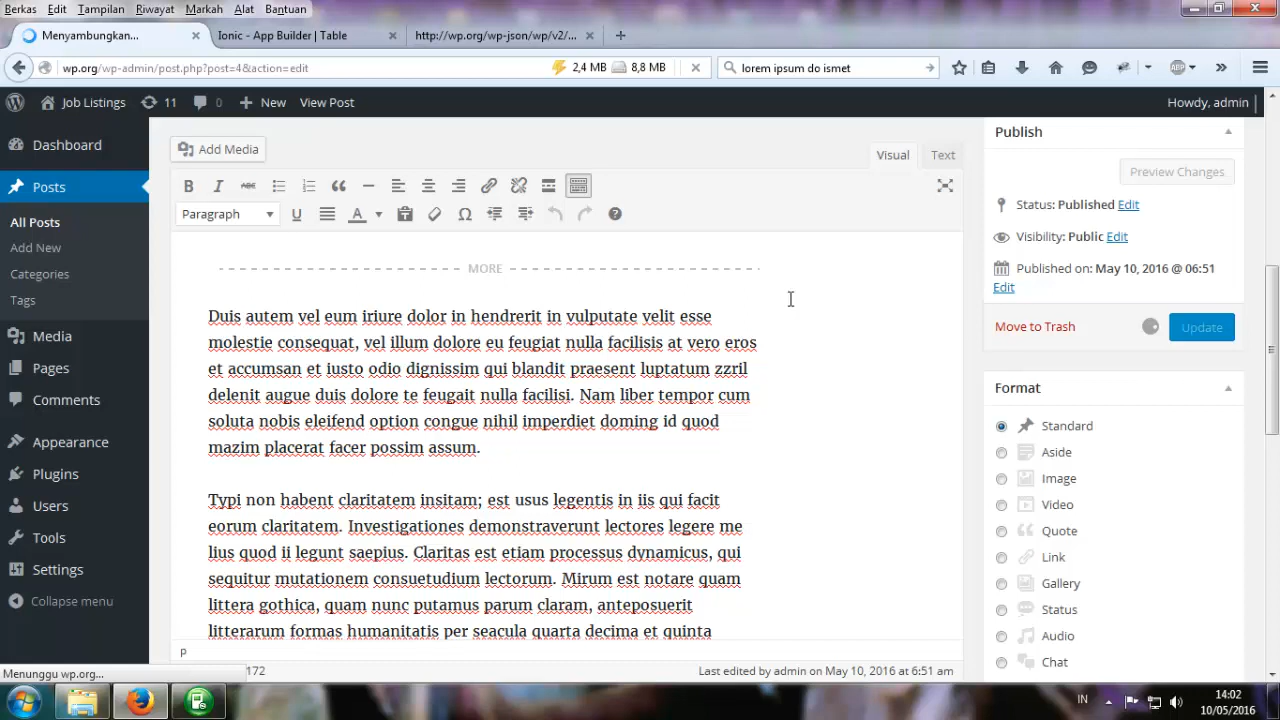 Berkas Edit Tampilan Riwayat Markah Alat Bantuan
Menyambungkan... × Ionic - App Builder | Table × http://wp.org/wp-json/wp/v2/... × +
wp.org/wp-admin/post.php?post=4&action=edit 2,4 MB 8,8 MB × lorem ipsum do ismet
Job Listings 11 0 + New View Post Howdy, admin
Dashboard
Posts
All Posts
Add New
Categories
Tags
Media
Pages
Comments
Appearance
Plugins
Users
Tools
Settings
Collapse menu
Add Media
Visual Text
B I ABC
Paragraph U A Ω ?
MORE
Duis autem vel eum iriure dolor in hendrerit in vulputate velit esse
molestie consequat, vel illum dolore eu feugiat nulla facilisis at vero eros
et accumsan et iusto odio dignissim qui blandit praesent luptatum zzril
delenit augue duis dolore te feugait nulla facilisi. Nam liber tempor cum
soluta nobis eleifend option congue nihil imperdiet doming id quod
mazim placerat facer possim assum.
Typi non habent claritatem insitam; est usus legentis in iis qui facit
eorum claritatem. Investigationes demonstraverunt lectores legere me
lius quod ii legunt saepius. Claritas est etiam processus dynamicus, qui
sequitur mutationem consuetudium lectorum. Mirum est notare quam
littera gothica, quam nunc putamus parum claram, anteposuerit
litterarum formas humanitatis per seacula quarta decima et quinta
p
172 Last edited by admin on May 10, 2016 at 6:51 am
Publish
Preview Changes
Status: Published Edit
Visibility: Public Edit
Published on: May 10, 2016 @ 06:51
Edit
Move to Trash Update
Format
Standard
Aside
Image
Video
Quote
Link
Gallery
Status
Audio
Chat
Menunggu wp.org...
IN 14:02
10/05/2016